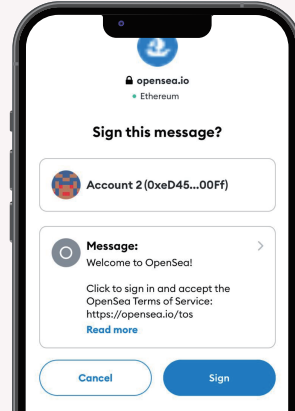 opensea.io
Ethereum
Sign this message?
Account 2 (0xeD45...00Ff)
O
Message:
Welcome to OpenSea!
Click to sign in and accept the
OpenSea Terms of Service:
https://opensea.io/tos
Read more
Cancel
Sign